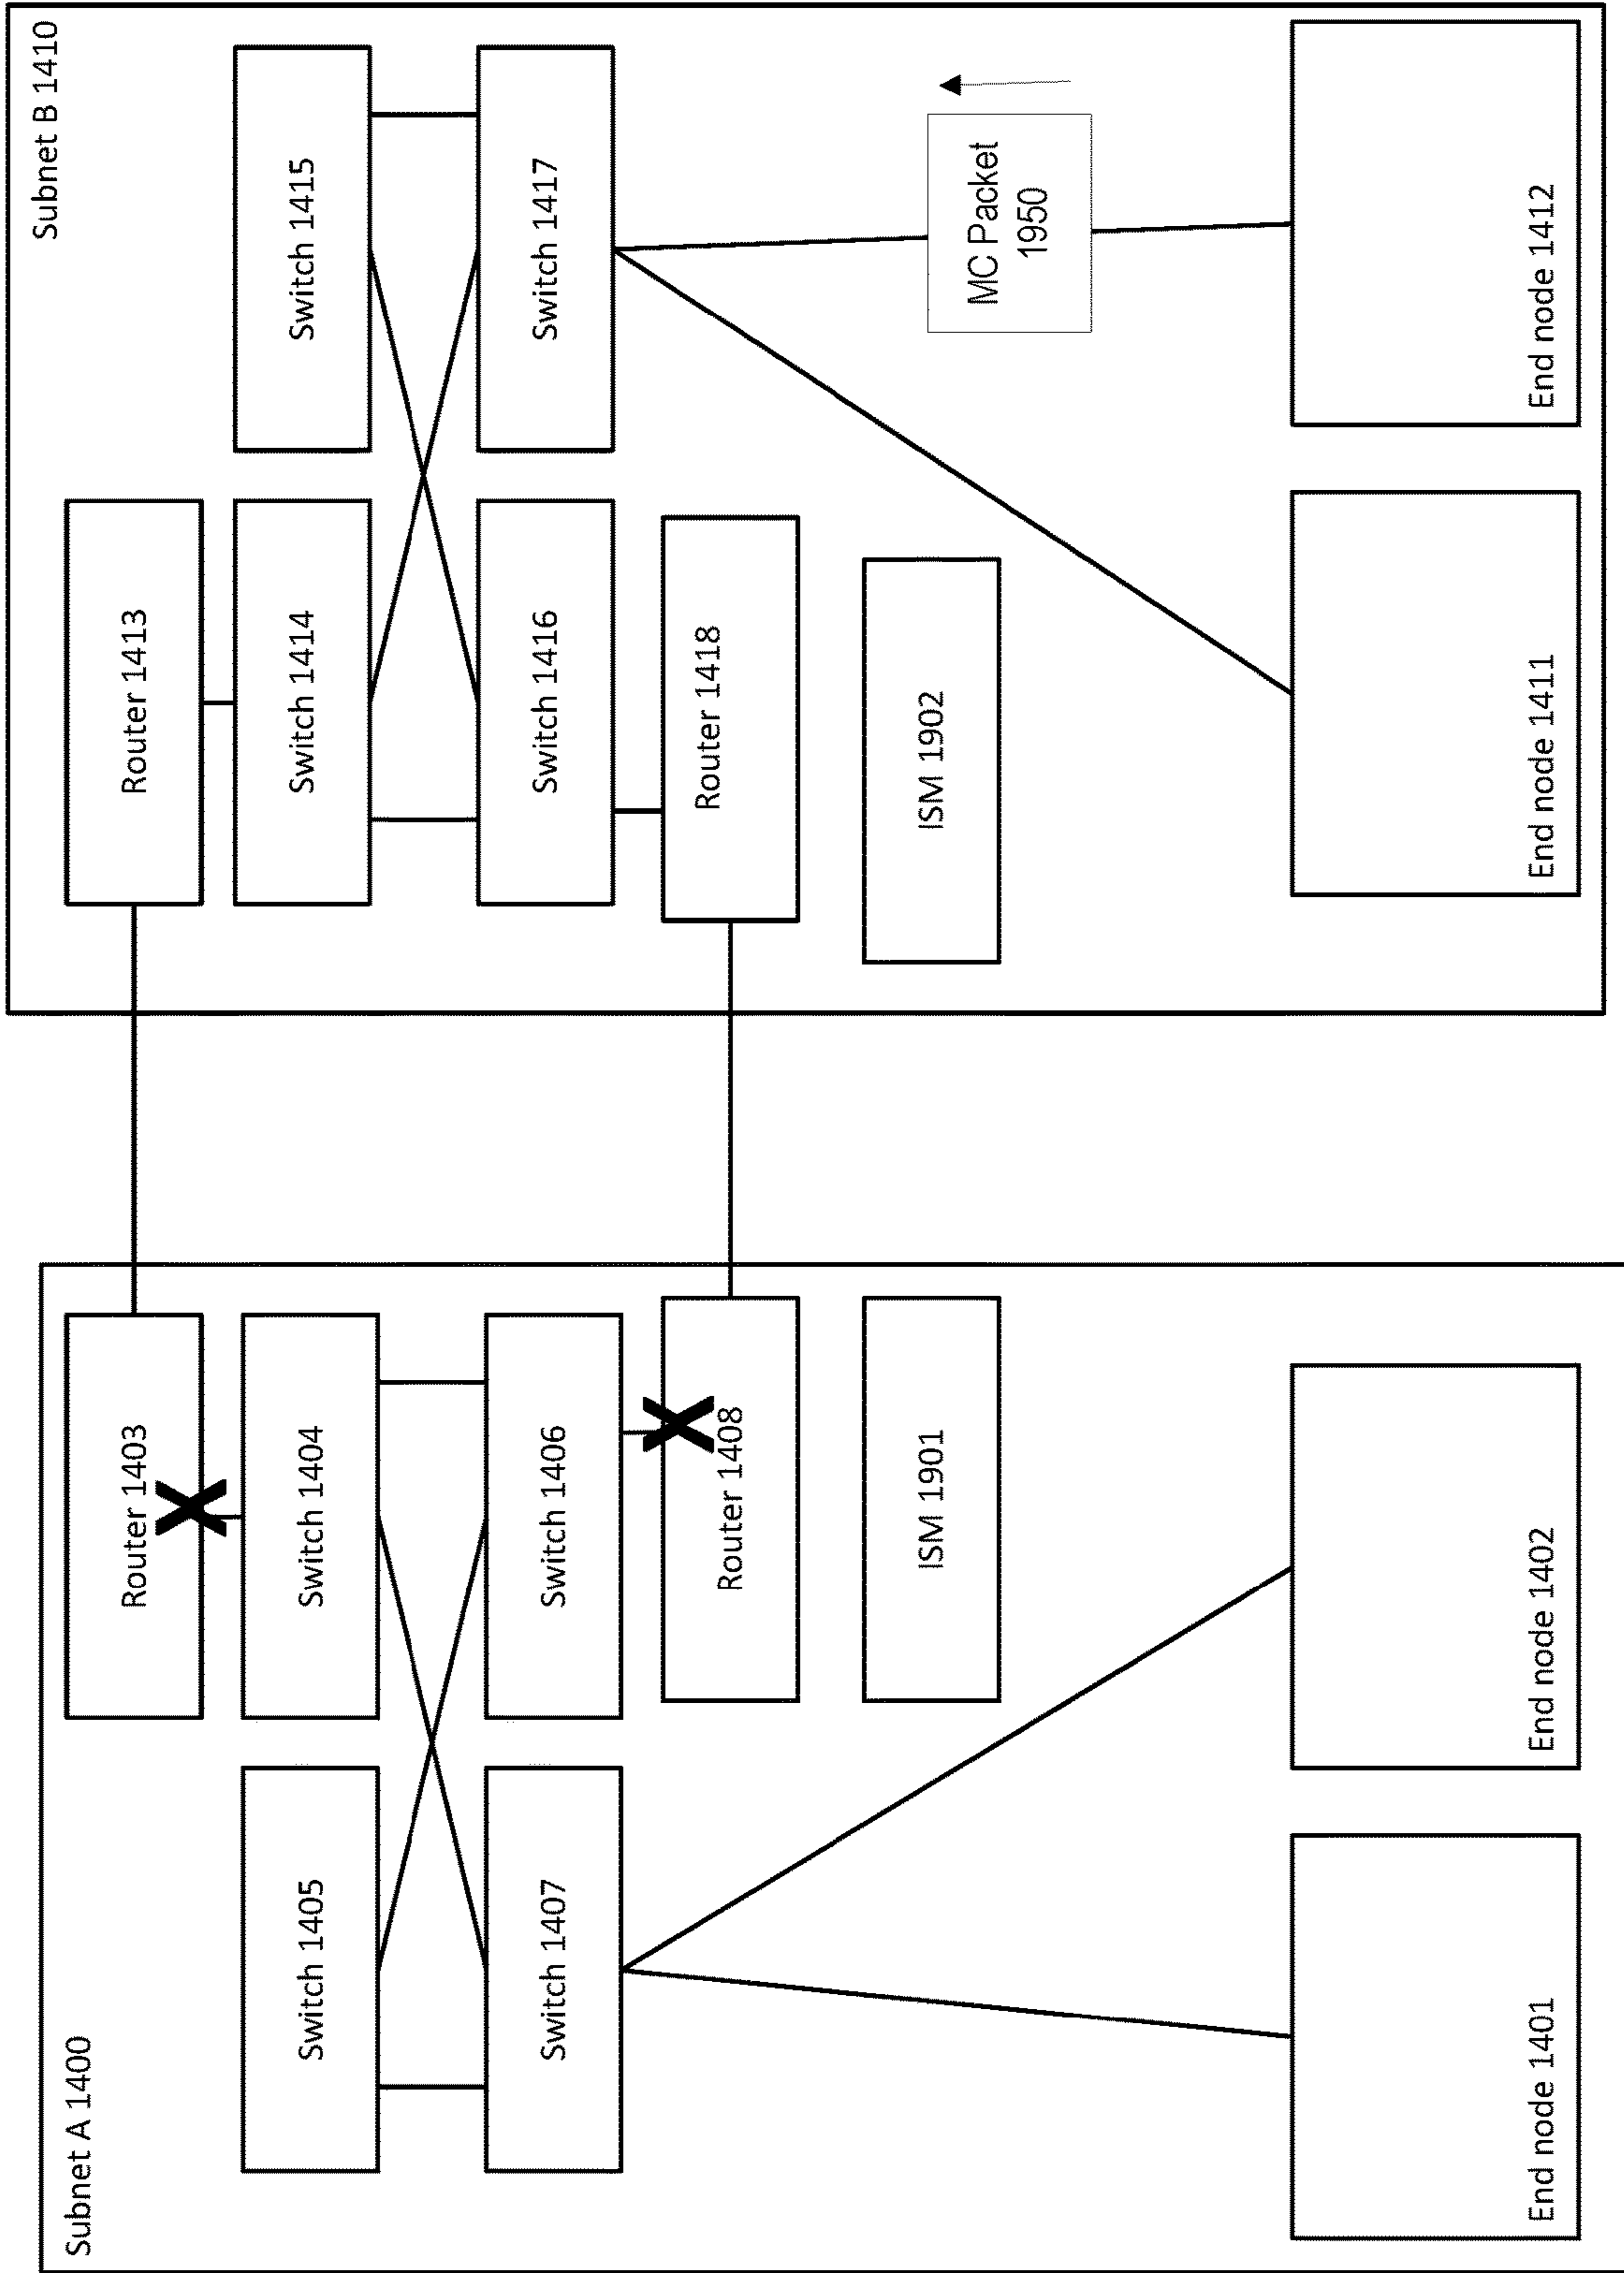 Subnet A 1400
Subnet B 1410
Router 1403
Router 1413
Switch 1405
Switch 1404
Switch 1414
Switch 1415
Switch 1407
Switch 1406
Switch 1416
Switch 1417
Router 1408
Router 1418
ISM 1901
ISM 1902
MC Packet
1950
End node 1401
End node 1402
End node 1411
End node 1412